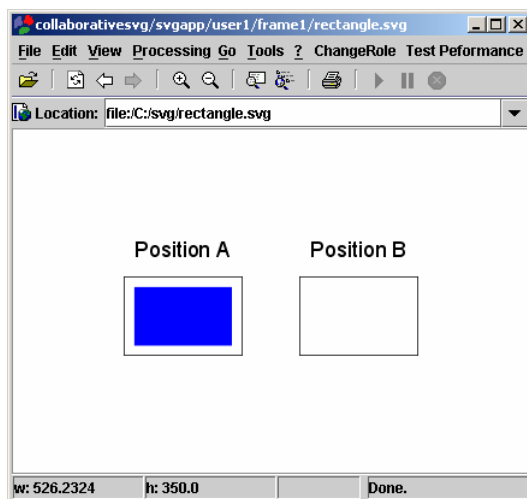 collaborativesvg/svgapp/user1/frame1/rectangle.svg
File Edit View Processing Go Tools ? ChangeRole Test Peformance
Location: file:/C:/svg/rectangle.svg
Position A Position B
w: 526.2324 h: 350.0 Done.